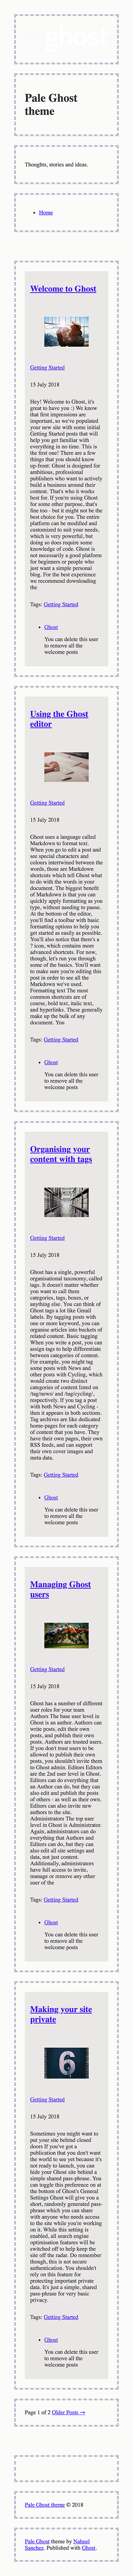 ghost
Pale Ghost
theme
Thoughts, stories and ideas.
Home
Welcome to Ghost
Getting Started
15 July 2018
Hey! Welcome to Ghost, it's
great to have you :) We know
that first impressions are
important, so we've populated
your new site with some initial
Getting Started posts that will
help you get familiar with
everything in no time. This is
the first one! There are a few
things that you should know
up-front: Ghost is designed for
ambitious, professional
publishers who want to actively
build a business around their
content. That's who it works
best for. If you're using Ghost
for some other purpose, that's
fine too - but it might not be the
best choice for you. The entire
platform can be modified and
customized to suit your needs,
which is very powerful, but
doing so does require some
knowledge of code. Ghost is
not necessarily a good platform
for beginners or people who
just want a simple personal
blog. For the best experience
we recommend downloading
the
Tags: Getting Started
Ghost
You can delete this user
to remove all the
welcome posts
Using the Ghost
editor
Getting Started
15 July 2018
Ghost uses a language called
Markdown to format text.
When you go to edit a post and
see special characters and
colours intertwined between the
words, those are Markdown
shortcuts which tell Ghost what
to do with the words in your
document. The biggest benefit
of Markdown is that you can
quickly apply formatting as you
type, without needing to pause.
At the bottom of the editor,
you'll find a toolbar with basic
formatting options to help you
get started as easily as possible.
You'll also notice that there's a
? icon, which contains more
advanced shortcuts. For now,
though, let's run you through
some of the basics. You'll want
to make sure you're editing this
post in order to see all the
Markdown we've used.
Formatting text The most
common shortcuts are of
course, bold text, italic text,
and hyperlinks. These generally
make up the bulk of any
document. You
Tags: Getting Started
Ghost
You can delete this user
to remove all the
welcome posts
Organising your
content with tags
Getting Started
15 July 2018
Ghost has a single, powerful
organisational taxonomy, called
tags. It doesn't matter whether
you want to call them
categories, tags, boxes, or
anything else. You can think of
Ghost tags a lot like Gmail
labels. By tagging posts with
one or more keyword, you can
organise articles into buckets of
related content. Basic tagging
When you write a post, you can
assign tags to help differentiate
between categories of content.
For example, you might tag
some posts with News and
other posts with Cycling, which
would create two distinct
categories of content listed on
/tag/news/ and /tag/cycling/,
respectively. If you tag a post
with both News and Cycling -
then it appears in both sections.
Tag archives are like dedicated
home-pages for each category
of content that you have. They
have their own pages, their own
RSS feeds, and can support
their own cover images and
meta data.
Tags: Getting Started
Ghost
You can delete this user
to remove all the
welcome posts
Managing Ghost
users
Getting Started
15 July 2018
Ghost has a number of different
user roles for your team
Authors The base user level in
Ghost is an author. Authors can
write posts, edit their own
posts, and publish their own
posts. Authors are trusted users.
If you don't trust users to be
allowed to publish their own
posts, you shouldn't invite them
to Ghost admin. Editors Editors
are the 2nd user level in Ghost.
Editors can do everything that
an Author can do, but they can
also edit and publish the posts
of others - as well as their own.
Editors can also invite new
authors to the site.
Administrators The top user
level in Ghost is Administrator.
Again, administrators can do
everything that Authors and
Editors can do, but they can
also edit all site settings and
data, not just content.
Additionally, administrators
have full access to invite,
manage or remove any other
user of the
Tags: Getting Started
Ghost
You can delete this user
to remove all the
welcome posts
Making your site
private
Getting Started
15 July 2018
Sometimes you might want to
put your site behind closed
doors If you've got a
publication that you don't want
the world to see yet because it's
not ready to launch, you can
hide your Ghost site behind a
simple shared pass-phrase. You
can toggle this preference on at
the bottom of Ghost's General
Settings Ghost will give you a
short, randomly generated pass-
phrase which you can share
with anyone who needs access
to the site while you're working
on it. While this setting is
enabled, all search engine
optimisation features will be
switched off to help keep the
site off the radar. Do remember
though, this is not secure
authentication. You shouldn't
rely on this feature for
protecting important private
data. It's just a simple, shared
pass-phrase for very basic
privacy.
Tags: Getting Started
Ghost
You can delete this user
to remove all the
welcome posts
Page 1 of 2 Older Posts →
Pale Ghost theme © 2018
Pale Ghost theme by Nahuel
Sanchez. Published with Ghost.